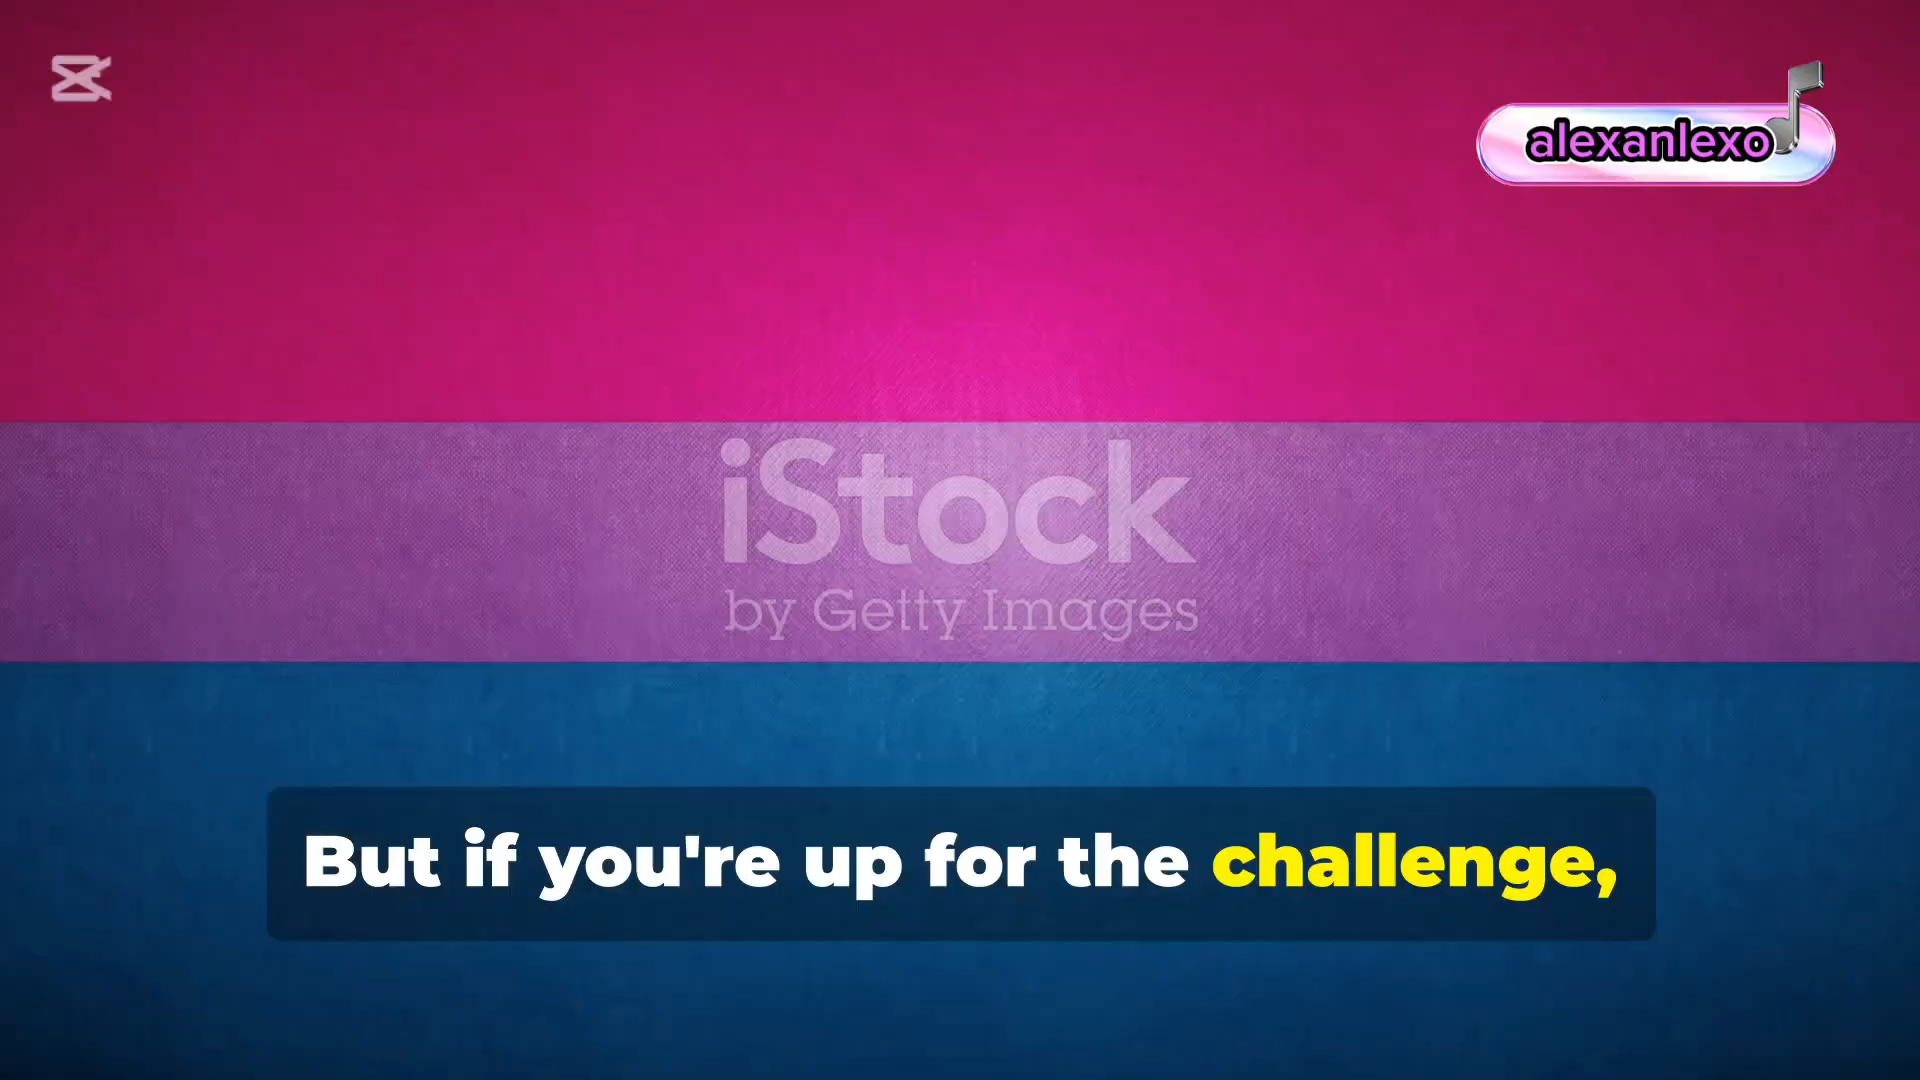 alexanlexo
iStock
by Getty Images
But if you're up for the challenge,